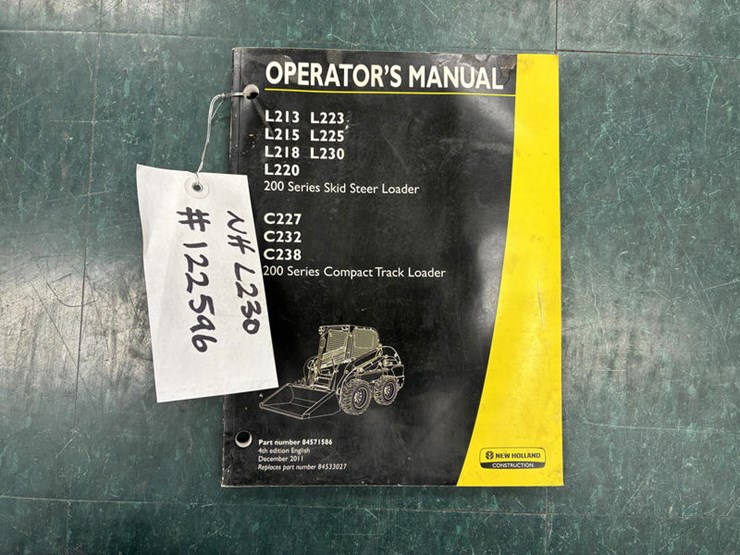 OPERATOR'S MANUAL
L213 L223
L215 L225
L218 L230
L220
200 Series Skid Steer Loader
C227
C232
C238
200 Series Compact Track Loader
Part number 84571586
4th edition English
December 2011
Replaces part number 84533027
NEW HOLLAND
CONSTRUCTION
NH L230
#122596